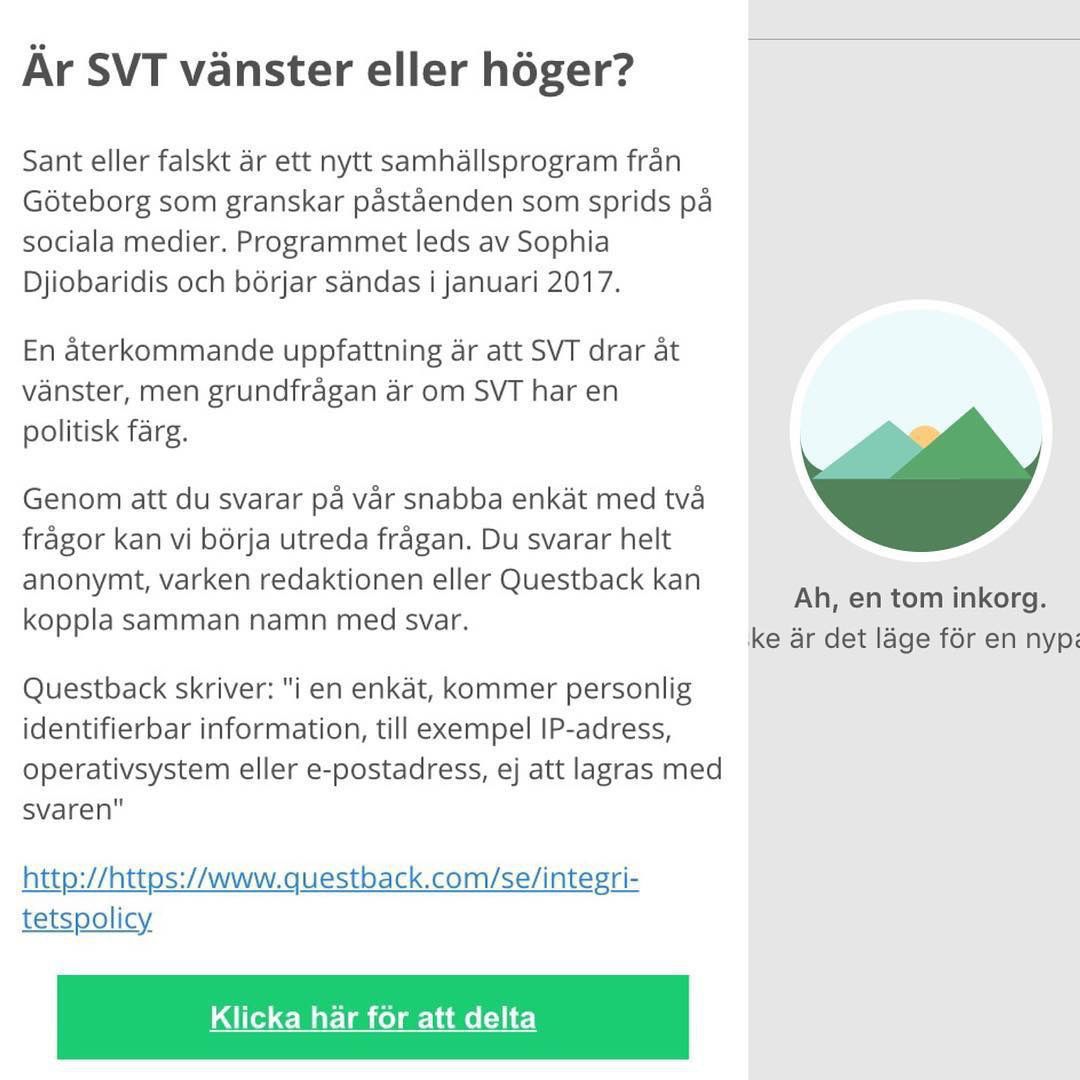 Är SVT vänster eller höger?
Sant eller falskt är ett nytt samhällsprogram från
Göteborg som granskar påståenden som sprids på
sociala medier. Programmet leds av Sophia
Djiobaridis och börjar sändas i januari 2017.
En återkommande uppfattning är att SVT drar åt
vänster, men grundfrågan är om SVT har en
politisk färg.
Genom att du svarar på vår snabba enkät med två
frågor kan vi börja utreda frågan. Du svarar helt
anonymt, varken redaktionen eller Questback kan
koppla samman namn med svar.
Questback skriver: "i en enkät, kommer personlig
identifierbar information, till exempel IP-adress,
operativsystem eller e-postadress, ej att lagras med
svaren"
http://https://www.questback.com/se/integri-
tetspolicy
Klicka här för att delta
Ah, en tom inkorg.
är det läge för en